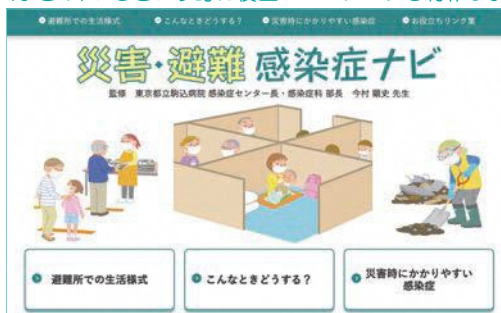 避難所での生活様式 こんなときどうする? 災害時にかかりやすい感染症 お役立ちリンク集
災害・避難 感染症ナビ
監修 東京都立駒込病院 感染症センター長・感染症科 部長 今村 顕史 先生
避難所での生活様式
こんなときどうする?
災害時にかかりやすい
感染症